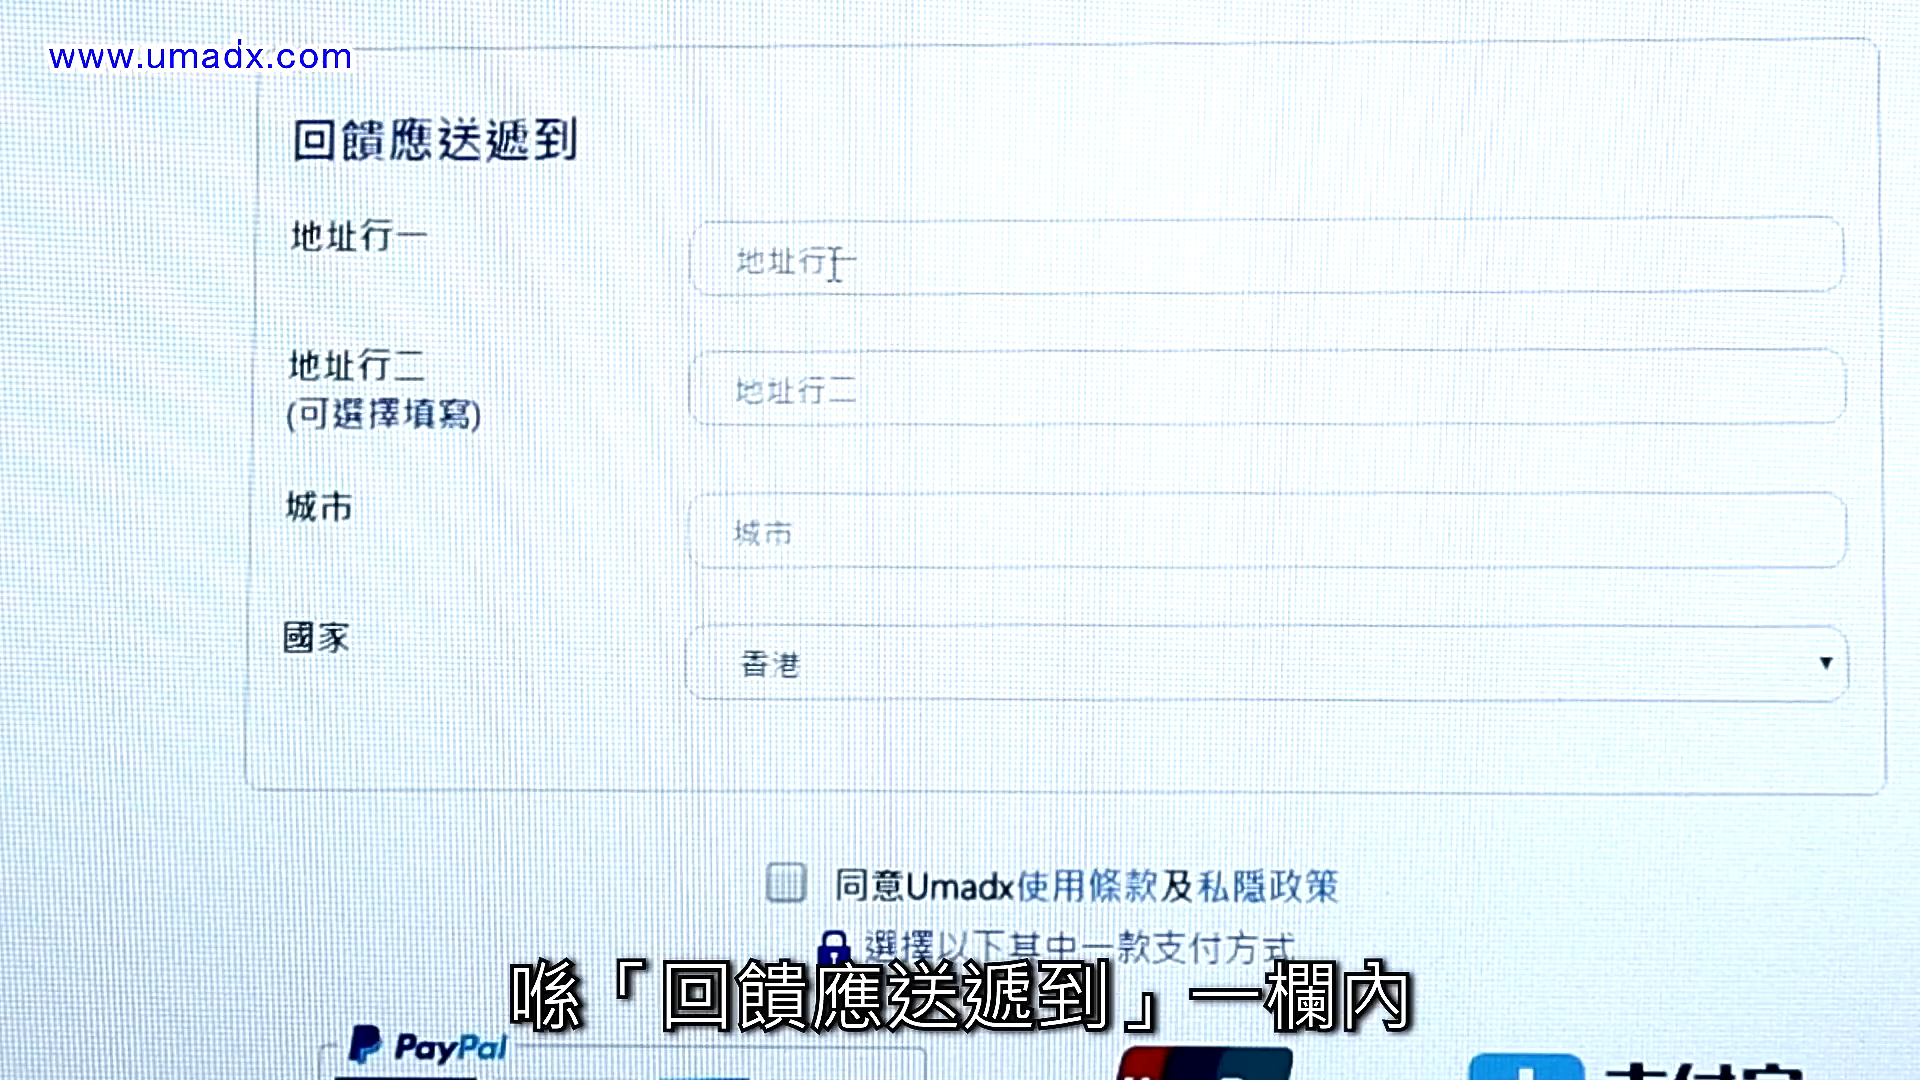 www.umadx.com
回饋應送遞到
地址行一
地址行一
地址行二
(可選擇填寫)
地址行二
城市
城市
國家
香港
同意Umadx使用條款及私隱政策
選擇以下其中一款支付方式
喺「回饋應送遞到」一欄內
PayPal